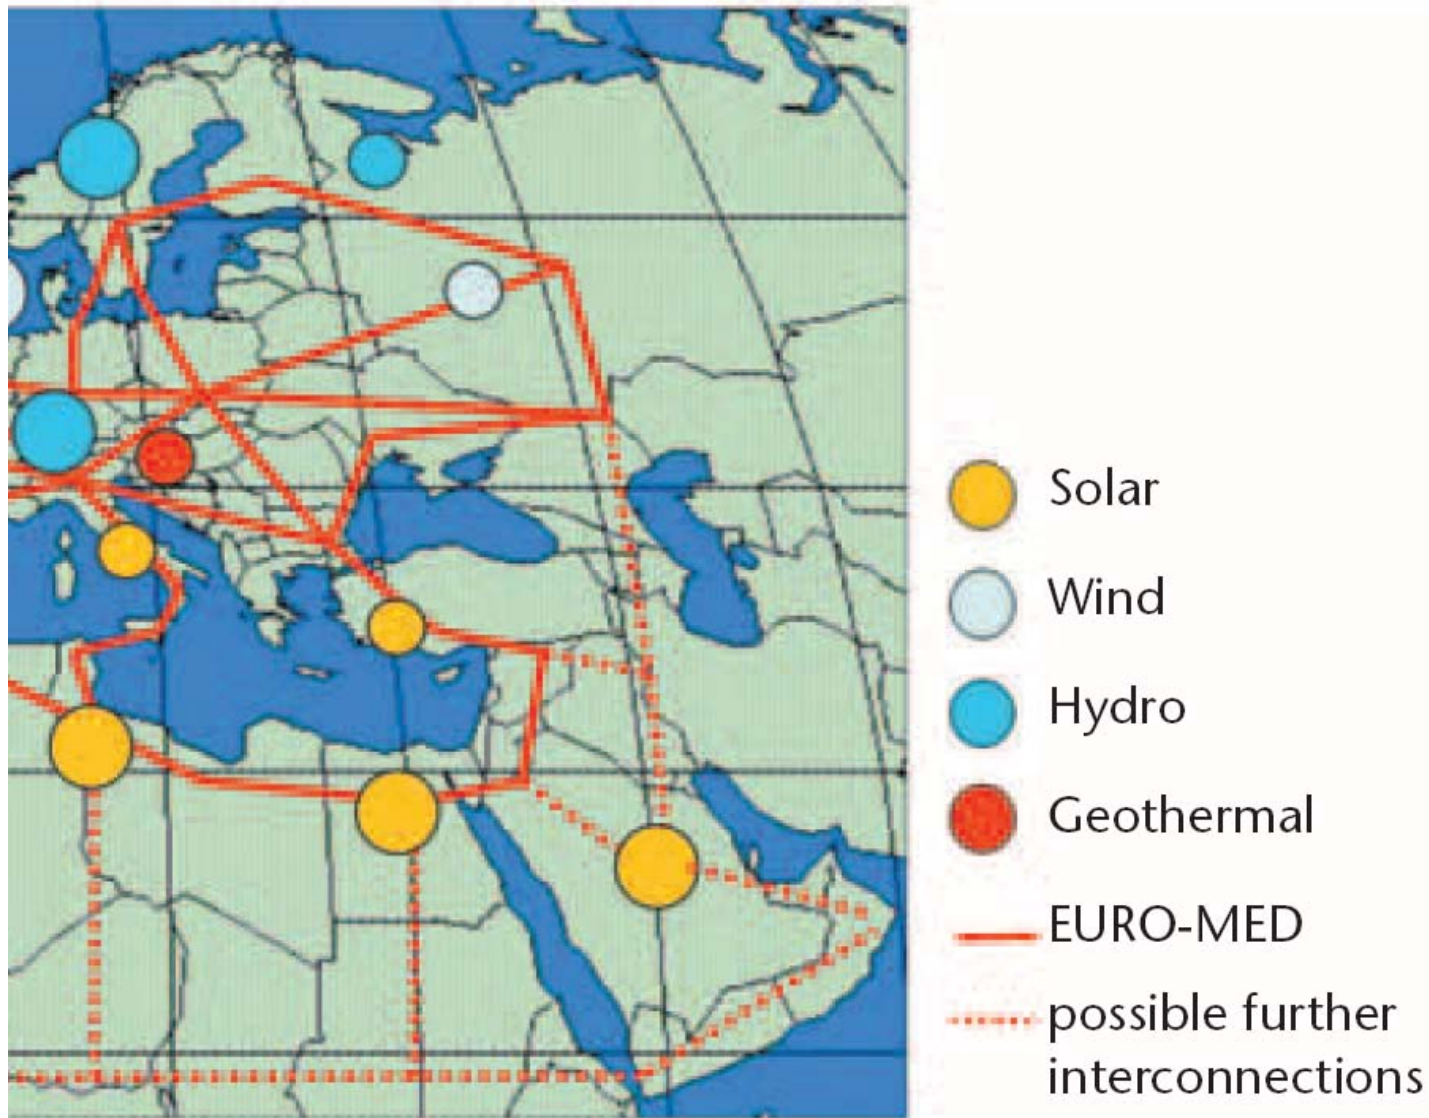 Solar
Wind
Hydro
Geothermal
EURO-MED
possible further
interconnections